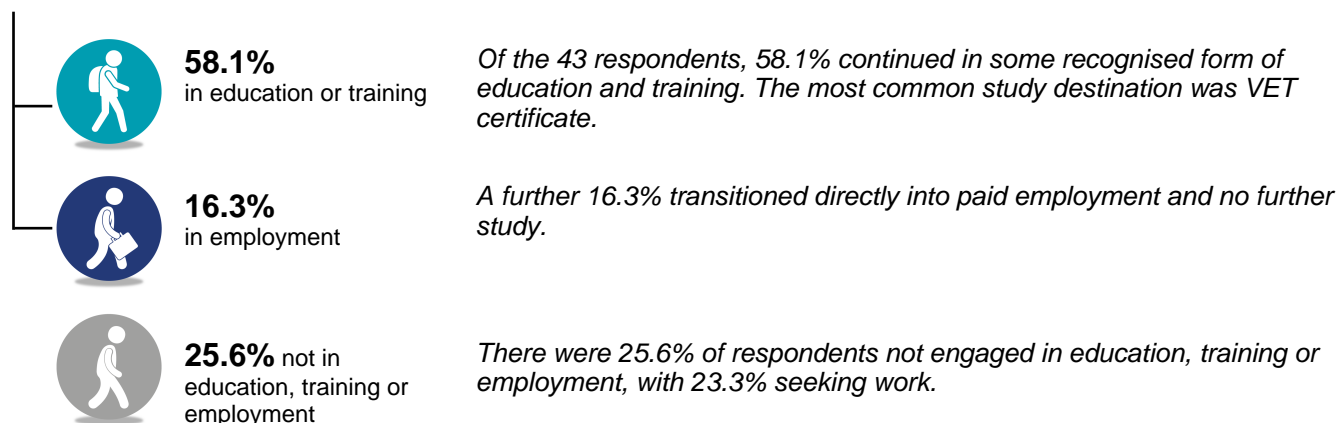 58.1%
in education or training
Of the 43 respondents, 58.1% continued in some recognised form of
education and training. The most common study destination was VET
certificate.
16.3%
in employment
A further 16.3% transitioned directly into paid employment and no further
study.
25.6% not in
education, training or
employment
There were 25.6% of respondents not engaged in education, training or
employment, with 23.3% seeking work.